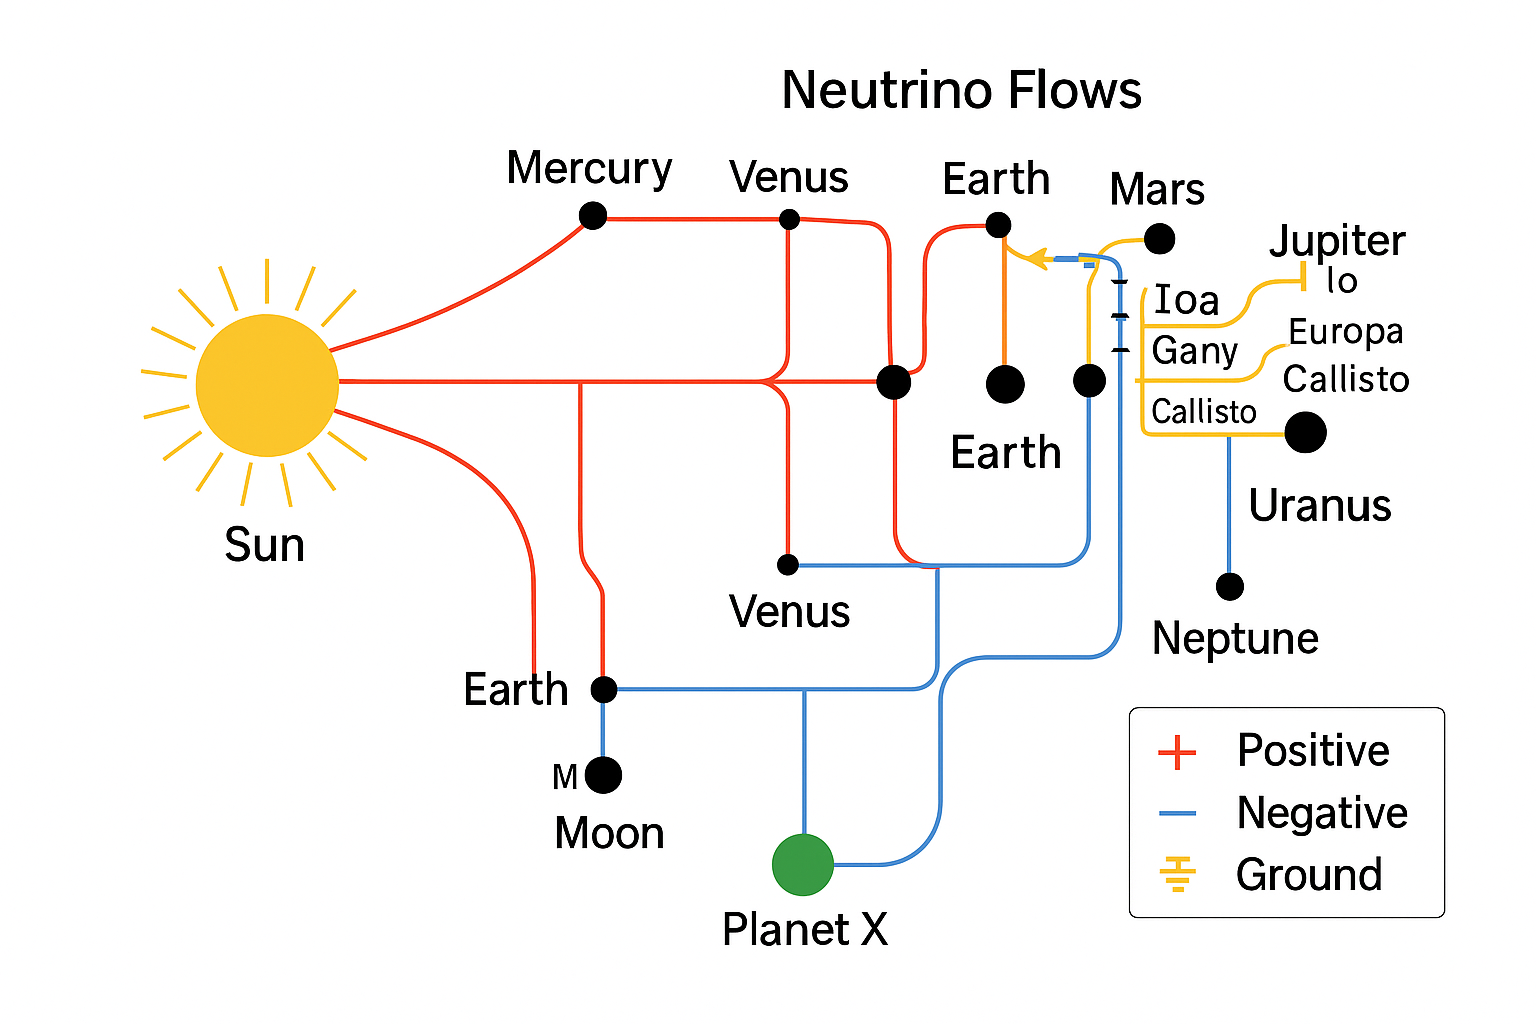 Neutrino Flows
Mercury
Venus
Earth
Mars
Jupiter
Io
Ioa
Europa
Gany
Callisto
Callisto
Earth
Uranus
Sun
Venus
Neptune
Earth
M
Moon
Planet X
Positive
Negative
Ground